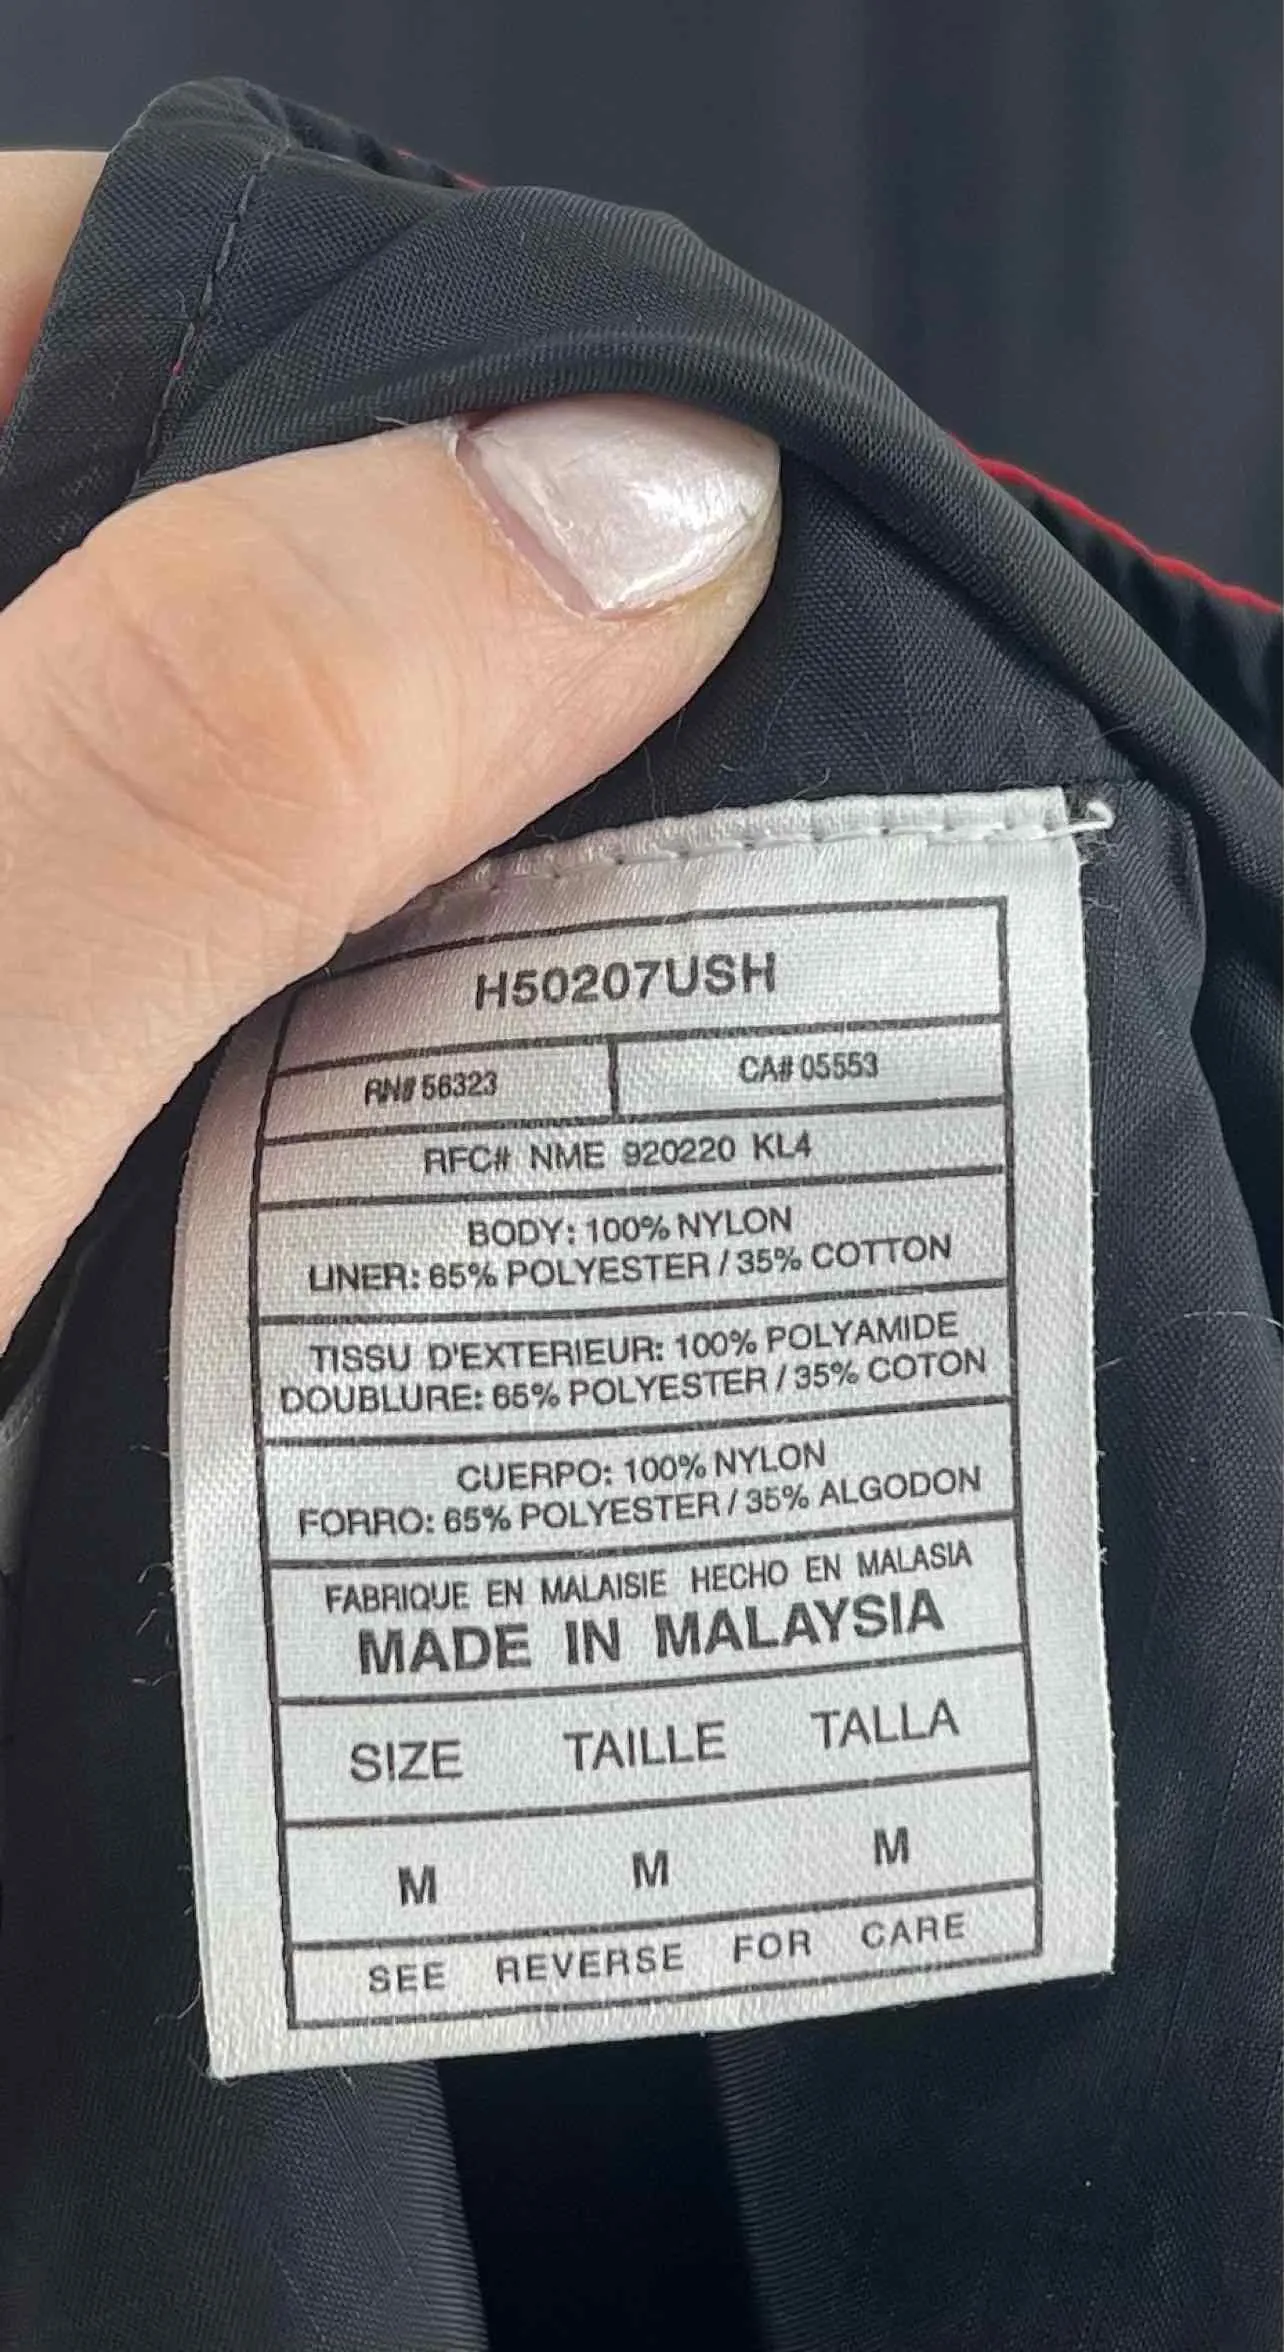 H50207USH
RN# 56323 CA# 05553
RFC# NME 920220 KL4
BODY: 100% NYLON
LINER: 65% POLYESTER / 35% COTTON
TISSU D'EXTERIEUR: 100% POLYAMIDE
DOUBLURE: 65% POLYESTER / 35% COTON
CUERPO: 100% NYLON
FORRO: 65% POLYESTER / 35% ALGODON
FABRIQUE EN MALAISIE HECHO EN MALASIA
MADE IN MALAYSIA
SIZE TAILLE TALLA
M M M
SEE REVERSE FOR CARE